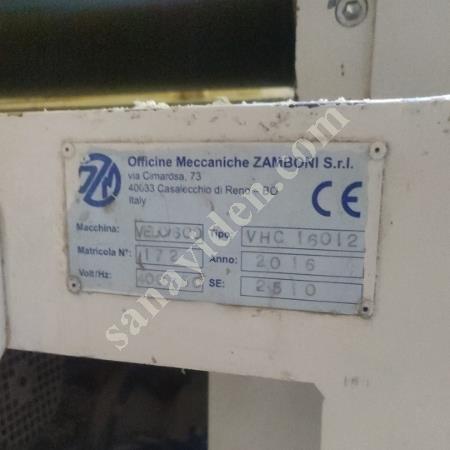 Officine Meccaniche ZAMBONI S.r.l.
via Cimarosa, 73
40033 Casalecchio di Reno - BO
Italy
CE
Macchina: Tipo: VHC 16012
Matricola N°: 172 Anno: 2016
Volt/Hz: SE: 2510
sanayiden.com